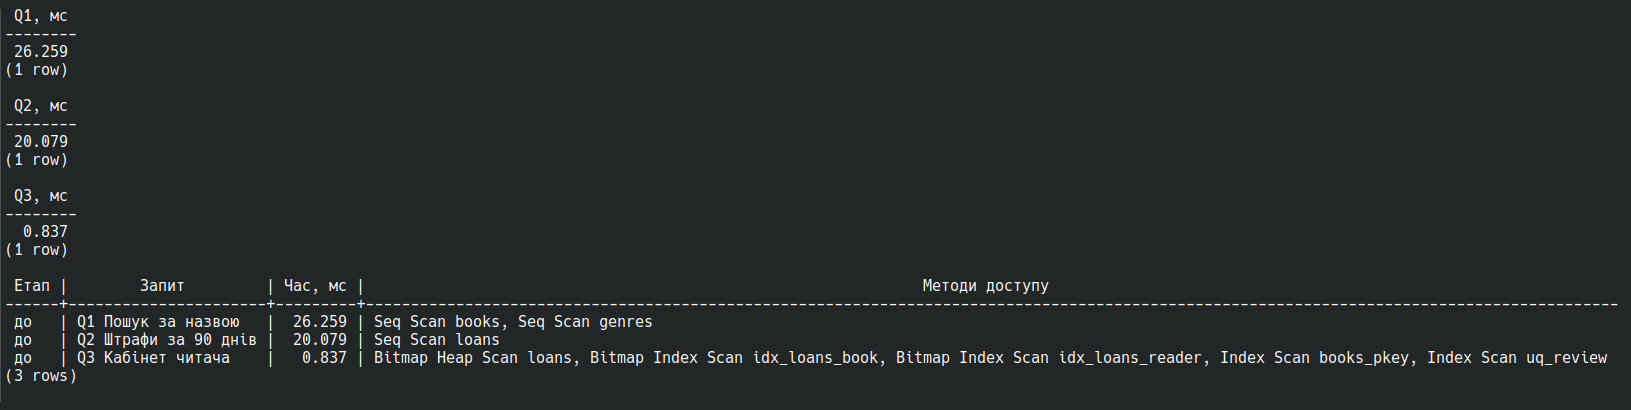 Q1, мс
--------
26.259
(1 row)
Q2, мс
--------
20.079
(1 row)
Q3, мс
--------
0.837
(1 row)
Етап | Запит | Час, мс | Методи доступу
------+----------------------+---------+-------------------------------------------------------------------------------------------------------------------------------------------
до | Q1 Пошук за назвою | 26.259 | Seq Scan books, Seq Scan genres
до | Q2 Штрафи за 90 днів | 20.079 | Seq Scan loans
до | Q3 Кабінет читача | 0.837 | Bitmap Heap Scan loans, Bitmap Index Scan idx_loans_book, Bitmap Index Scan idx_loans_reader, Index Scan books_pkey, Index Scan uq_review
(3 rows)